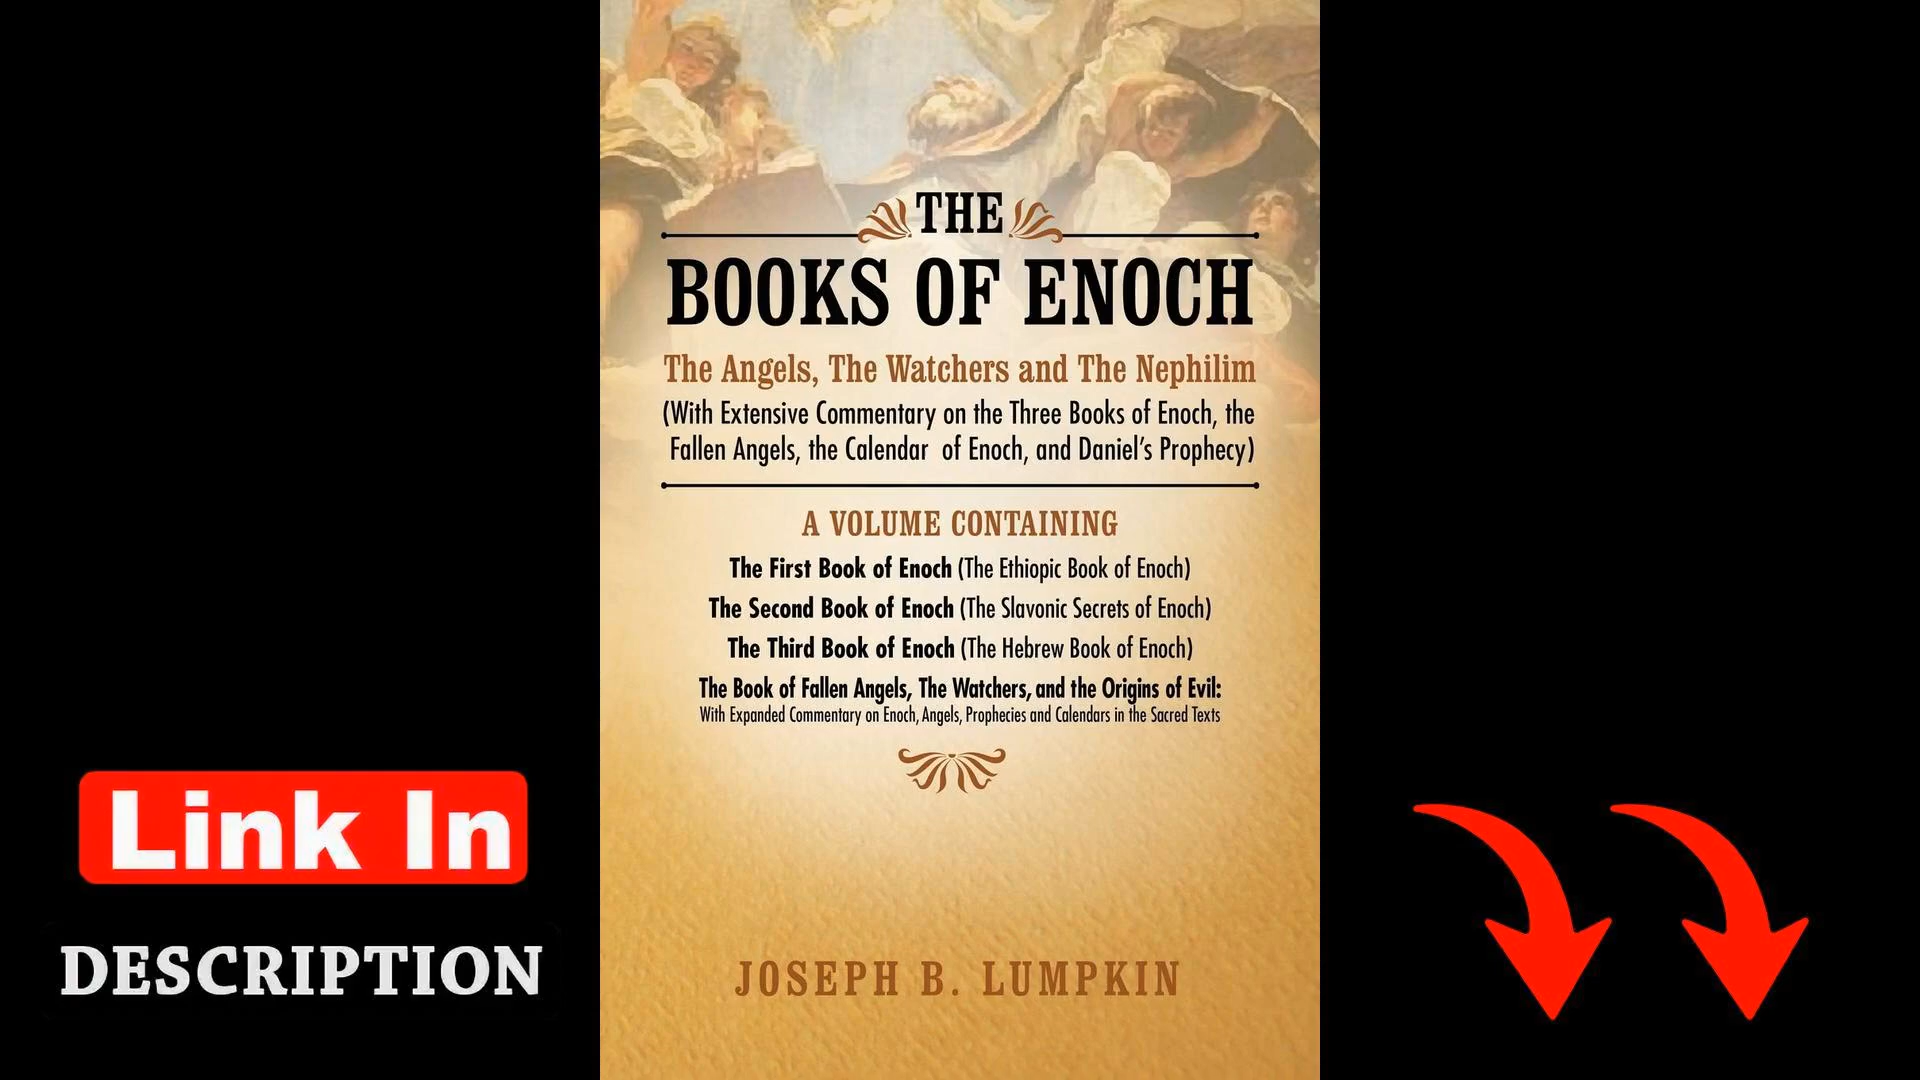 THE
BOOKS OF ENOCH
The Angels, The Watchers and The Nephilim
(With Extensive Commentary on the Three Books of Enoch, the
Fallen Angels, the Calendar of Enoch, and Daniel's Prophecy)
A VOLUME CONTAINING
The First Book of Enoch (The Ethiopic Book of Enoch)
The Second Book of Enoch (The Slavonic Secrets of Enoch)
The Third Book of Enoch (The Hebrew Book of Enoch)
The Book of Fallen Angels, The Watchers, and the Origins of Evil:
With Expanded Commentary on Enoch, Angels, Prophecies and Calendars in the Sacred Texts
JOSEPH B. LUMPKIN
Link In
DESCRIPTION